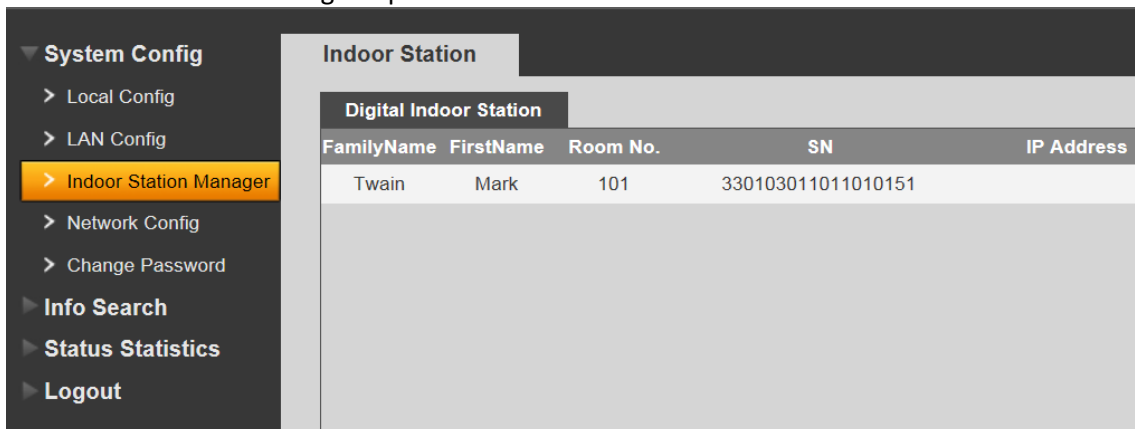 System Config
Local Config
LAN Config
Indoor Station Manager
Network Config
Change Password
Info Search
Status Statistics
Logout
Indoor Station
Digital Indoor Station
FamilyName FirstName Room No. SN IP Address
Twain Mark 101 330103011011010151